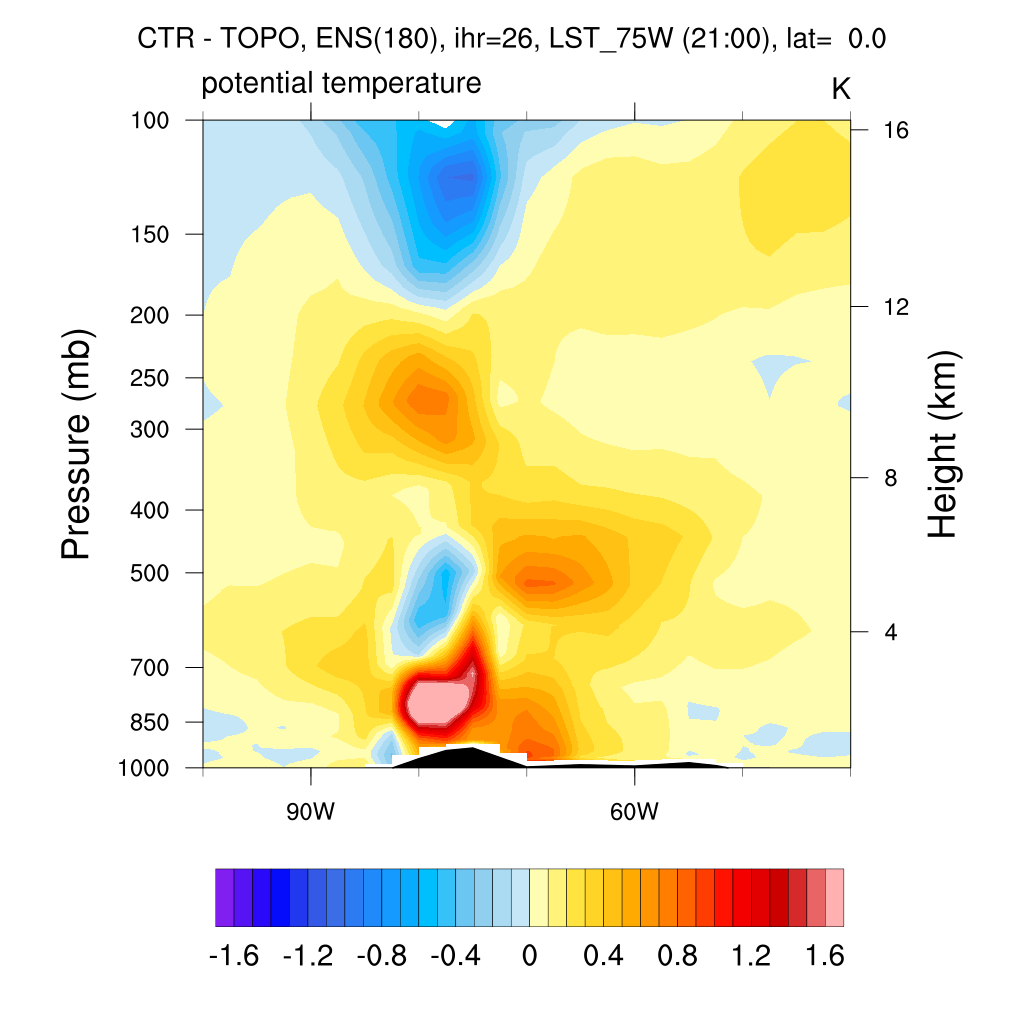 CTR - TOPO, ENS(180), ihr=26, LST_75W (21:00), lat=  0.0
potential temperature K
100
150
200
250
300
400
500
700
850
1000
Pressure (mb)
16
12
8
4
Height (km)
90W 60W
-1.6 -1.2 -0.8 -0.4 0 0.4 0.8 1.2 1.6